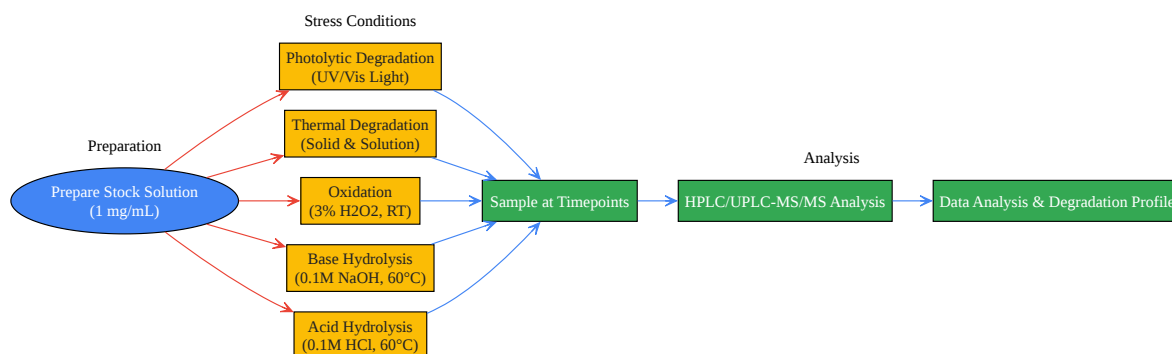 Stress Conditions
Photolytic Degradation
(UV/Vis Light)
Thermal Degradation
(Solid & Solution)
Preparation
Prepare Stock Solution
(1 mg/mL)
Oxidation
(3% H2O2, RT)
Base Hydrolysis
(0.1M NaOH, 60°C)
Acid Hydrolysis
(0.1M HCl, 60°C)
Sample at Timepoints
Analysis
HPLC/UPLC-MS/MS Analysis
Data Analysis & Degradation Profile